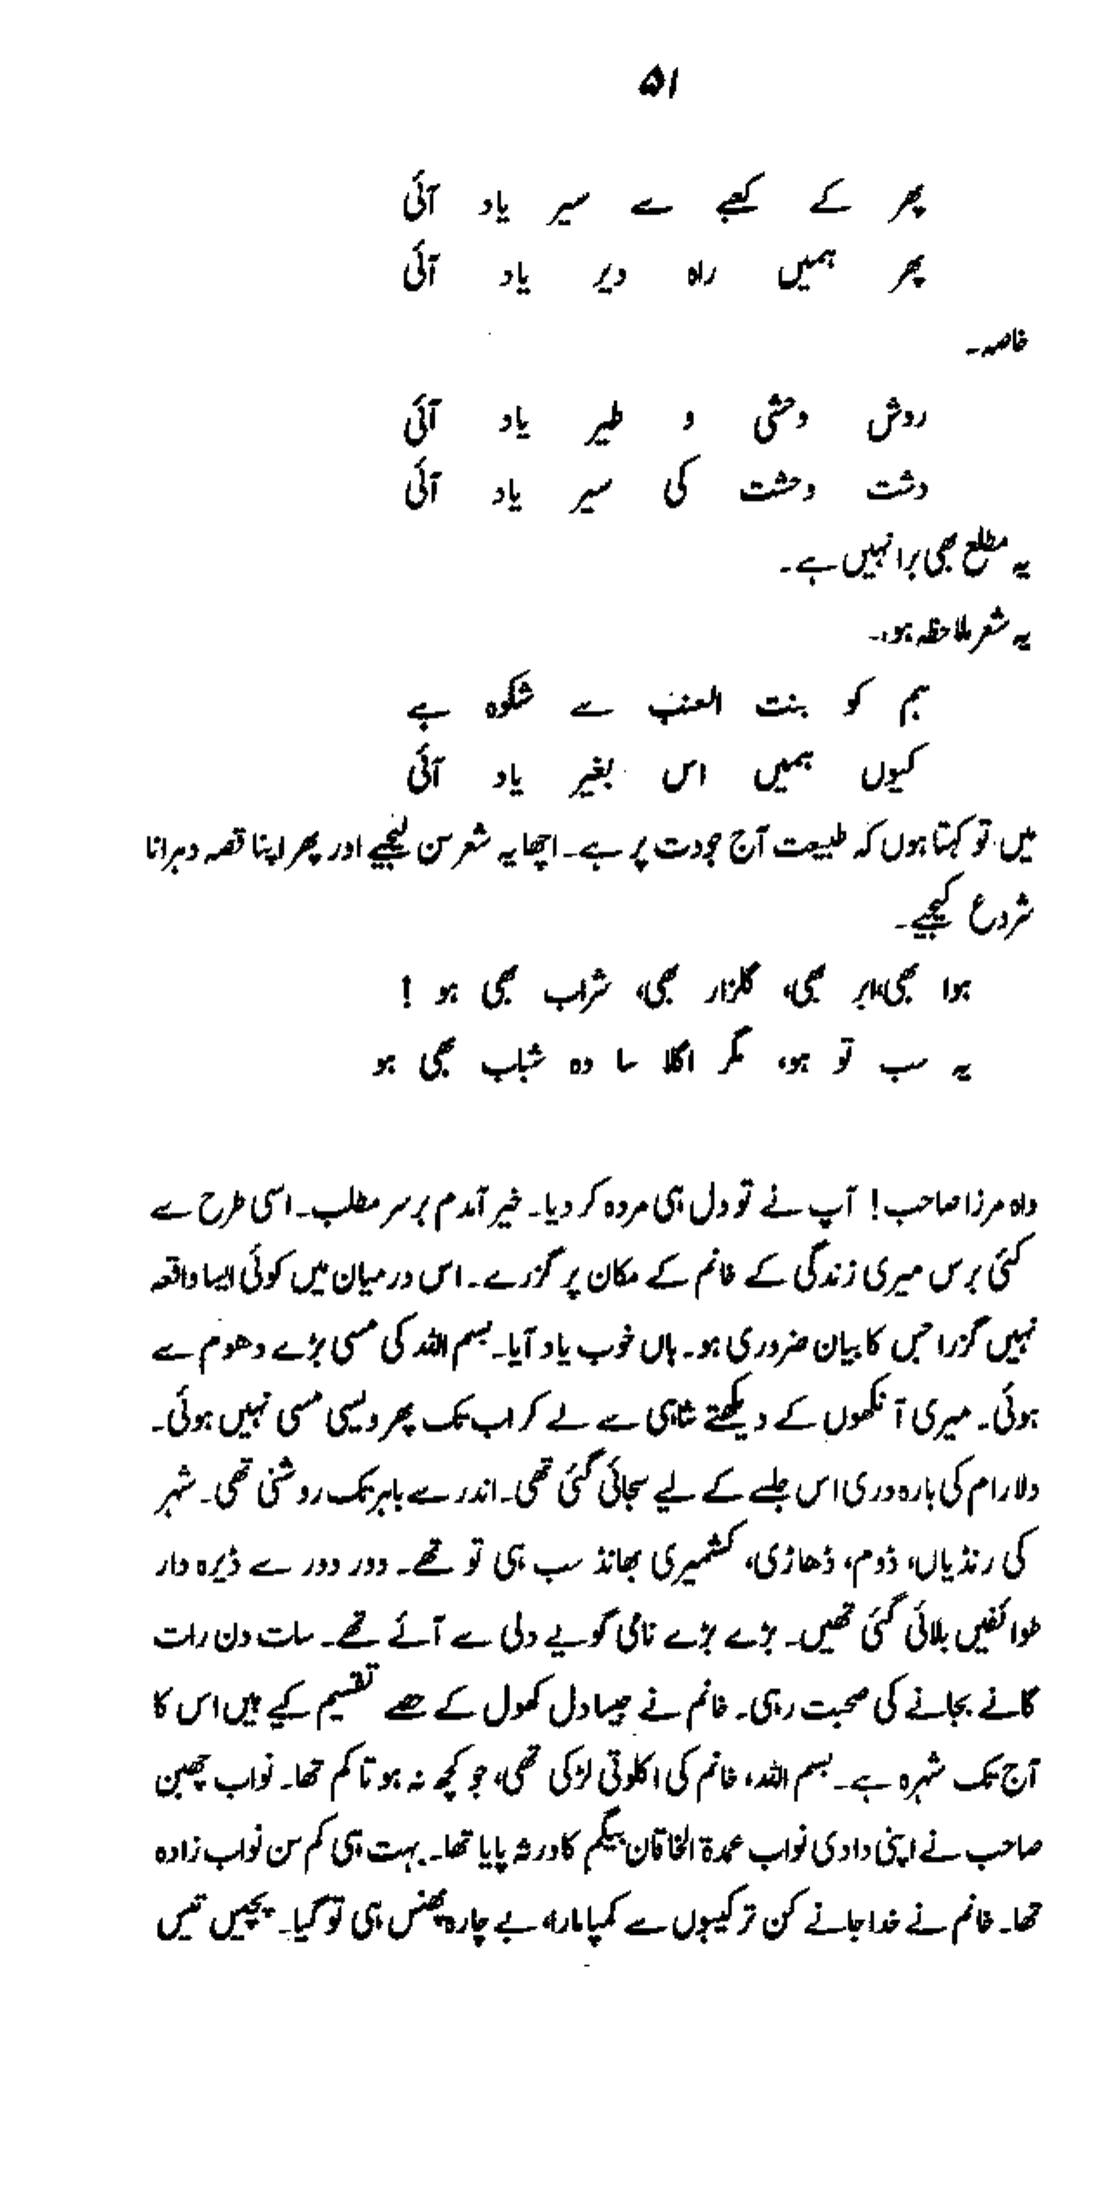 ۵۱
پھر کے کعبے سے سیر یاد آئی
پھر ہمیں راہ دیر یاد آئی
خاصہ۔
روش وحشی و طیر یاد آئی
دشت وحشت کی سیر یاد آئی
یہ مطلع بھی برا نہیں ہے۔
یہ شعر ملاحظہ ہو۔
ہم کو بنت العنب سے شکوہ ہے
کیوں ہمیں اس بغیر یاد آئی
میں تو کہتا ہوں کہ طبیعت آج جودت پر ہے۔ اچھا یہ شعر سن لیجیے اور پھر اپنا قصہ دہرانا
شروع کیجیے۔
ہوا بھی، ابر بھی، گلزار بھی، شراب بھی ہو !
یہ سب تو ہو، مگر اگلا سا وہ شباب بھی ہو
واہ مرزا صاحب! آپ نے تو دل ہی مردہ کر دیا۔ خیر آمدم برسر مطلب۔ اسی طرح سے
کئی برس میری زندگی کے خانم کے مکان پر گزرے۔ اس درمیان میں کوئی ایسا واقعہ
نہیں گزرا جس کا بیان ضروری ہو۔ ہاں خوب یاد آیا۔ بسم اللہ کی مسی بڑے دھوم سے
ہوئی۔ میری آنکھوں کے دیکھتے شاہی سے لے کر اب تک پھر ویسی مسی نہیں ہوئی۔
دلا رام کی بارہ دری اس جلسے کے لیے سجائی گئی تھی۔ اندر سے باہر تک روشنی تھی۔ شہر
کی رنڈیاں، ڈوم، ڈھاڑی، کشمیری بھانڈ سب ہی تو تھے۔ دور دور سے ڈیرہ دار
طوائفیں بلائی گئی تھیں۔ بڑے بڑے نامی گویے دلی سے آئے تھے۔ سات دن رات
گانے بجانے کی صحبت رہی۔ خانم نے جیسا دل کھول کے حصے تقسیم کیے ہیں اس کا
آج تک شہرہ ہے۔ بسم اللہ، خانم کی اکلوتی لڑکی تھی، جو کچھ نہ ہوتا کم تھا۔ نواب چھبن
صاحب نے اپنی دادی نواب عمدۃ الخاقان بیگم کا ورثہ پایا تھا۔ بہت ہی کم سن نواب زادہ
تھا۔ خانم نے خدا جانے کن ترکیبوں سے کمپا مارا۔ بے چارہ پھنس ہی تو گیا۔ پچیس تیس